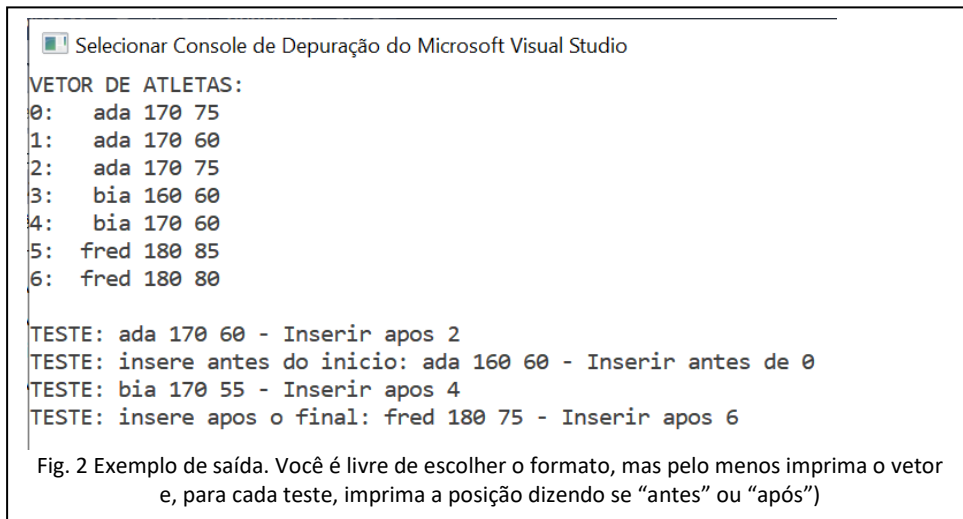 Selecionar Console de Depuração do Microsoft Visual Studio
VETOR DE ATLETAS:
0:   ada 170 75
1:   ada 170 60
2:   ada 170 75
3:   bia 160 60
4:   bia 170 60
5:  fred 180 85
6:  fred 180 80
TESTE: ada 170 60 - Inserir apos 2
TESTE: insere antes do inicio: ada 160 60 - Inserir antes de 0
TESTE: bia 170 55 - Inserir apos 4
TESTE: insere apos o final: fred 180 75 - Inserir apos 6
Fig. 2 Exemplo de saída. Você é livre de escolher o formato, mas pelo menos imprima o vetor
e, para cada teste, imprima a posição dizendo se “antes” ou “após”)